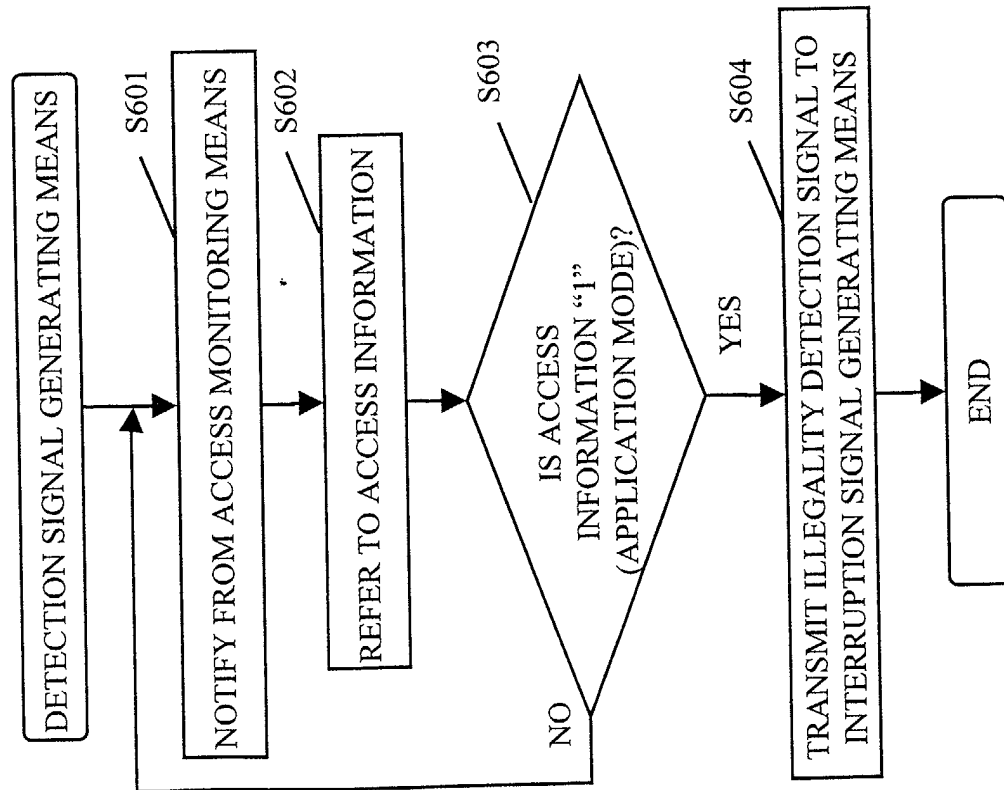 DETECTION SIGNAL GENERATING MEANS
S601
NOTIFY FROM ACCESS MONITORING MEANS
S602
REFER TO ACCESS INFORMATION
S603
IS ACCESS
INFORMATION “1”
(APPLICATION MODE)?
NO
YES
S604
TRANSMIT ILLEGALITY DETECTION SIGNAL TO
INTERRUPTION SIGNAL GENERATING MEANS
END